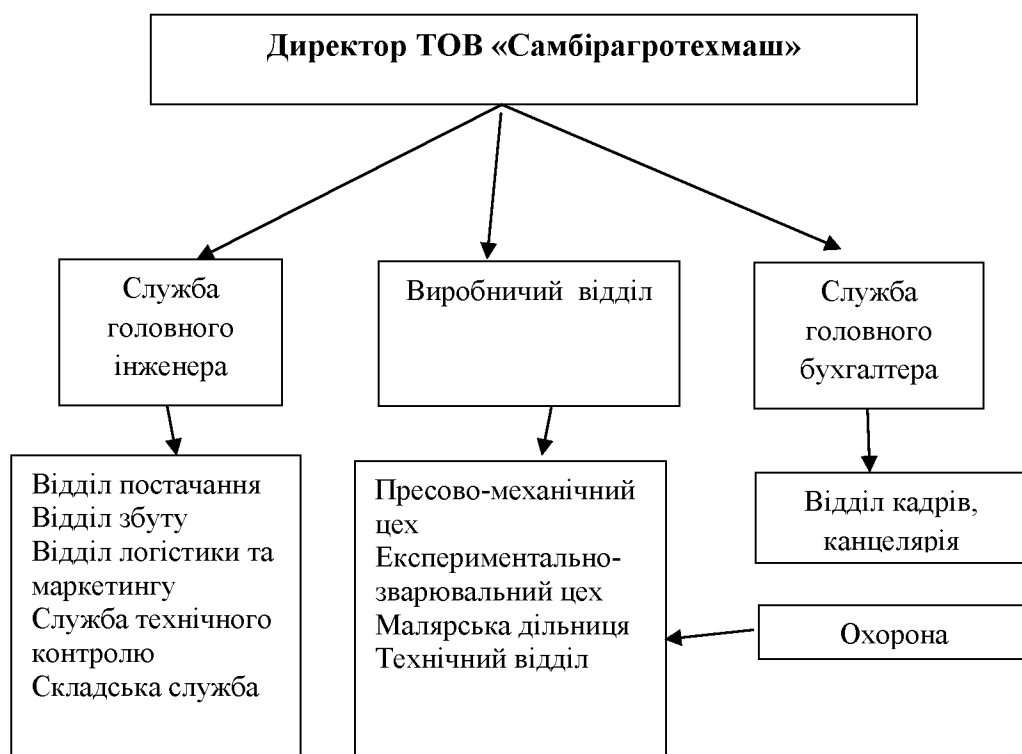 Директор ТОВ «Самбірагротехмаш»
Служба
головного
інженера
Виробничий відділ
Служба
головного
бухгалтера
Відділ постачання
Відділ збуту
Відділ логістики та
маркетингу
Служба технічного
контролю
Складська служба
Пресово-механічний
цех
Експериментально-
зварювальний цех
Малярська дільниця
Технічний відділ
Відділ кадрів,
канцелярія
Охорона